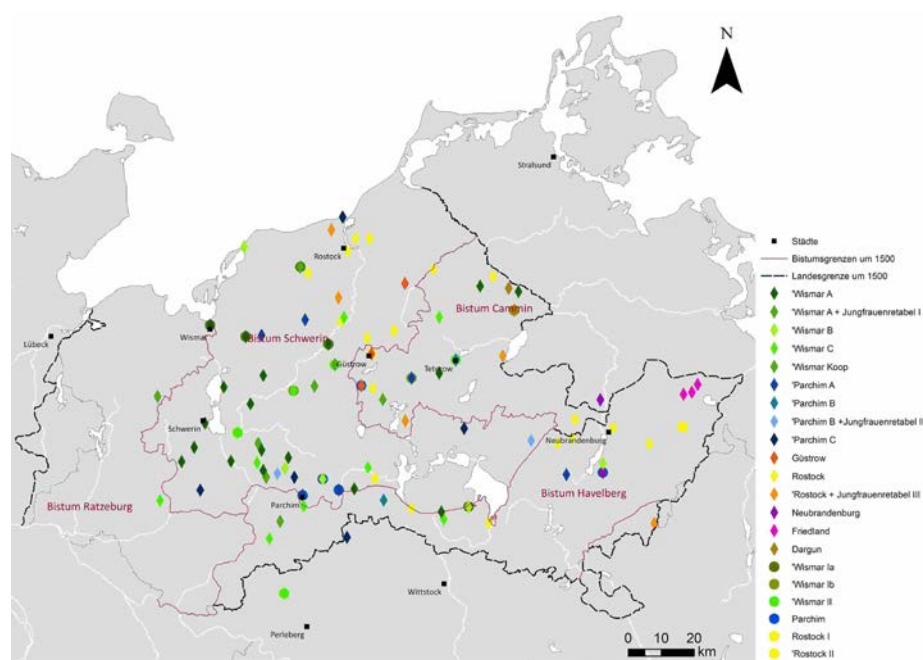 N
Stralsund
Rostock
Bistum Cammin
Wismar
Bistum Schwerin
Lübeck
Güstrow
Teterow
Schwerin
Neubrandenburg
Bistum Havelberg
Parchim
Bistum Ratzeburg
Wittstock
Perleberg
0 10 20
km
Städte
Bistumsgrenzen um 1500
Landesgrenze um 1500
'Wismar A
'Wismar A + Jungfrauenretabel I
'Wismar B
'Wismar C
'Wismar Koop
'Parchim A
'Parchim B
'Parchim B +Jungfrauenretabel II
'Parchim C
Güstrow
Rostock
'Rostock + Jungfrauenretabel III
Neubrandenburg
Friedland
Dargun
'Wismar Ia
'Wismar Ib
'Wismar II
Parchim
Rostock I
'Rostock II